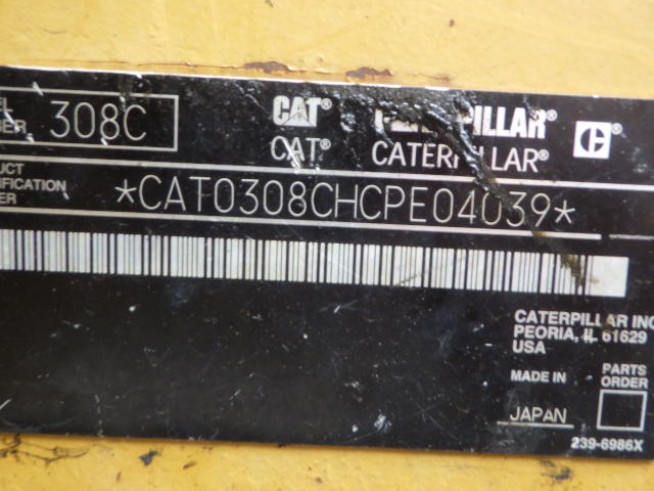 308C
CAT® CATERPILLAR®
CAT® CATERPILLAR®
*CAT0308CHCPE04039*
CATERPILLAR INC
PEORIA, IL 61629
USA
MADE IN
PARTS
ORDER
JAPAN
239-6986X